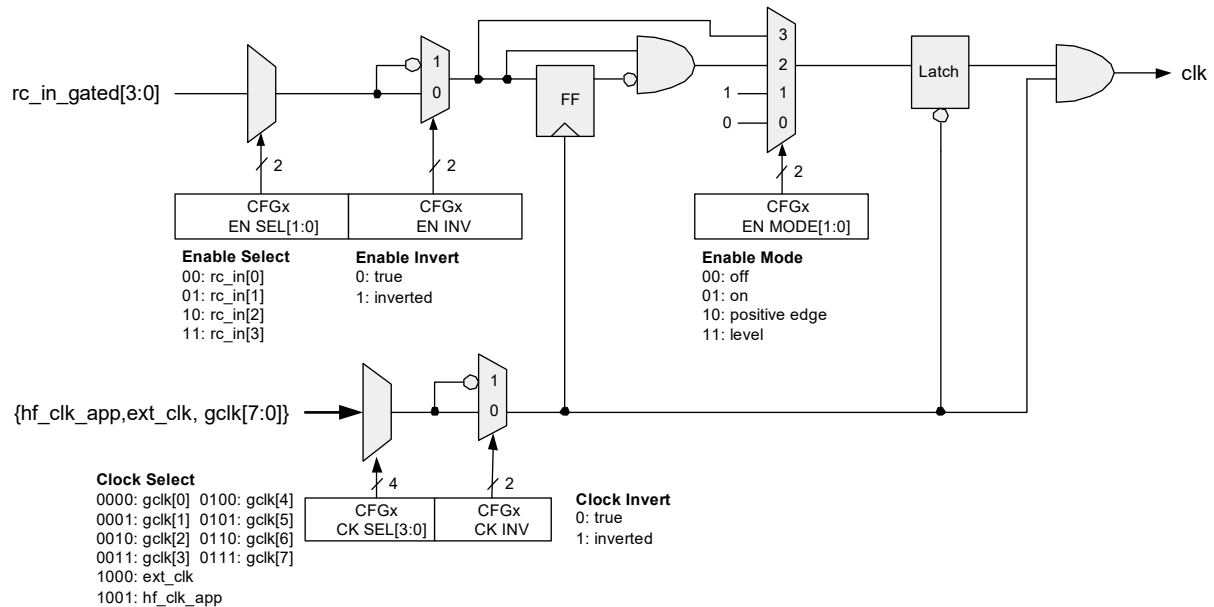 3
1
2
Latch
clk
rc_in_gated[3:0]
0
FF
1
1
0
0
2
2
2
CFGx
EN SEL[1:0]
CFGx
EN INV
CFGx
EN MODE[1:0]
Enable Select
00: rc_in[0]
01: rc_in[1]
10: rc_in[2]
11: rc_in[3]
Enable Invert
0: true
1: inverted
Enable Mode
00: off
01: on
10: positive edge
11: level
1
0
{hf_clk_app,ext_clk, gclk[7:0]}
4
2
Clock Select
0000: gclk[0] 0100: gclk[4]
0001: gclk[1] 0101: gclk[5]
0010: gclk[2] 0110: gclk[6]
0011: gclk[3] 0111: gclk[7]
1000: ext_clk
1001: hf_clk_app
CFGx
CK SEL[3:0]
CFGx
CK INV
Clock Invert
0: true
1: inverted